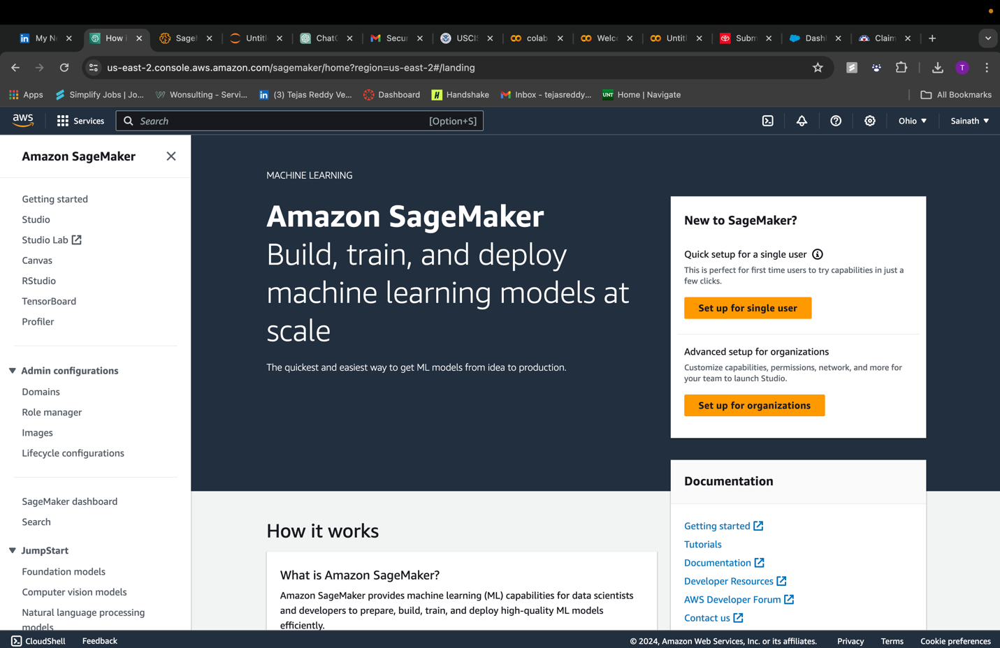 My N
How i
Sage
Untitl
ChatG
Secur
USCIS
colab
Welco
Untitl
Subm
Dashl
Claim
us-east-2.console.aws.amazon.com/sagemaker/home?region=us-east-2#/landing
T
Apps
Simplify Jobs | Jo...
Wonsulting - Servi...
(3) Tejas Reddy Ve...
Dashboard
Handshake
Inbox - tejasreddy...
UNT
Home | Navigate
All Bookmarks
aws
Services
Search
[Option+S]
Ohio
Sainath
Amazon SageMaker
Getting started
Studio
Studio Lab
Canvas
RStudio
TensorBoard
Profiler
Admin configurations
Domains
Role manager
Images
Lifecycle configurations
SageMaker dashboard
Search
JumpStart
Foundation models
Computer vision models
Natural language processing
models
MACHINE LEARNING
Amazon SageMaker
Build, train, and deploy
machine learning models at
scale
The quickest and easiest way to get ML models from idea to production.
New to SageMaker?
Quick setup for a single user
This is perfect for first time users to try capabilities in just a
few clicks.
Set up for single user
Advanced setup for organizations
Customize capabilities, permissions, network, and more for
your team to launch Studio.
Set up for organizations
How it works
What is Amazon SageMaker?
Amazon SageMaker provides machine learning (ML) capabilities for data scientists
and developers to prepare, build, train, and deploy high-quality ML models
efficiently.
Documentation
Getting started
Tutorials
Documentation
Developer Resources
AWS Developer Forum
Contact us
CloudShell
Feedback
© 2024, Amazon Web Services, Inc. or its affiliates.
Privacy
Terms
Cookie preferences